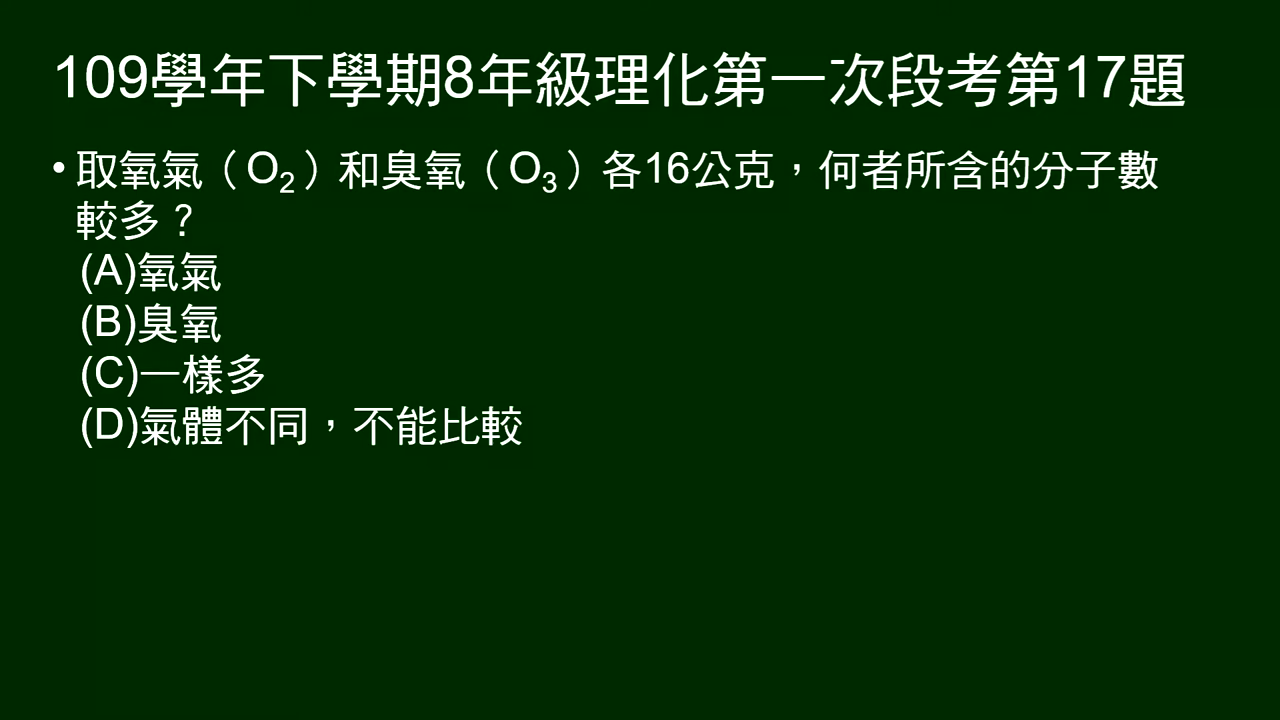 109學年下學期8年級理化第一次段考第17題
•取氧氣（O₂）和臭氧（O₃）各16公克，何者所含的分子數
較多？
(A)氧氣
(B)臭氧
(C)一樣多
(D)氣體不同，不能比較